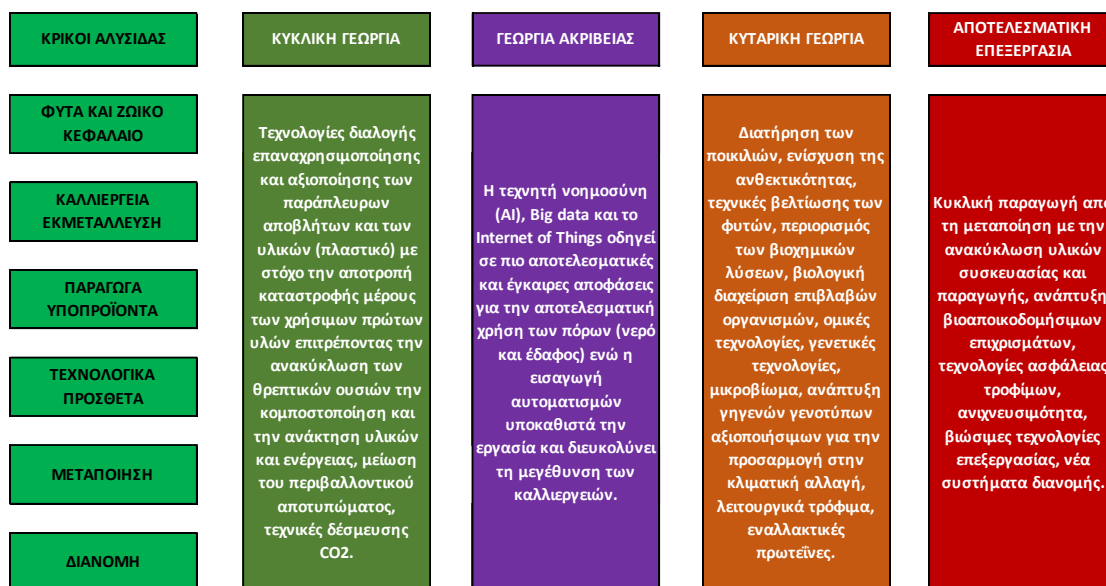 ΚΡΙΚΟΙ ΑΛΥΣΙΔΑΣ
ΚΥΚΛΙΚΗ ΓΕΩΡΓΙΑ
ΓΕΩΡΓΙΑ ΑΚΡΙΒΕΙΑΣ
ΚΥΤΑΡΙΚΗ ΓΕΩΡΓΙΑ
ΑΠΟΤΕΛΕΣΜΑΤΙΚΗ
ΕΠΕΞΕΡΓΑΣΙΑ
ΦΥΤΑ ΚΑΙ ΖΩΙΚΟ
ΚΕΦΑΛΑΙΟ
ΚΑΛΛΙΕΡΓΕΙΑ
ΕΚΜΕΤΑΛΛΕΥΣΗ
ΠΑΡΑΓΩΓΑ
ΥΠΟΠΡΟΪΟΝΤΑ
ΤΕΧΝΟΛΟΓΙΚΑ
ΠΡΟΣΘΕΤΑ
ΜΕΤΑΠΟΙΗΣΗ
ΔΙΑΝΟΜΗ
Τεχνολογίες διαλογής
επαναχρησιμοποίησης
και αξιοποίησης των
παράπλευρων
αποβλήτων και των
υλικών (πλαστικό) με
στόχο την αποτροπή
καταστροφής μέρους
των χρήσιμων πρώτων
υλών επιτρέποντας την
ανακύκλωση των
θρεπτικών ουσιών την
κομποστοποίηση και
την ανάκτηση υλικών
και ενέργειας, μείωση
του περιβαλλοντικού
αποτυπώματος,
τεχνικές δέσμευσης
CO2.
Η τεχνητή νοημοσύνη
(AI), Big data και το
Internet of Things οδηγεί
σε πιο αποτελεσματικές
και έγκαιρες αποφάσεις
για την αποτελεσματική
χρήση των πόρων (νερό
και έδαφος) ενώ η
εισαγωγή
αυτοματισμών
υποκαθιστά την
εργασία και διευκολύνει
τη μεγέθυνση των
καλλιεργειών.
Διατήρηση των
ποικιλιών, ενίσχυση της
ανθεκτικότητας,
τεχνικές βελτίωσης των
φυτών, περιορισμός
των βιοχημικών
λύσεων, βιολογική
διαχείριση επιβλαβών
οργανισμών, ομικές
τεχνολογίες, γενετικές
τεχνολογίες,
μικροβίωμα, ανάπτυξη
γηγενών γενοτύπων
αξιοποιήσιμων για την
προσαρμογή στην
κλιματική αλλαγή,
λειτουργικά τρόφιμα,
εναλλακτικές
πρωτεΐνες.
Κυκλική παραγωγή από
τη μεταποίηση με την
ανακύκλωση υλικών
συσκευασίας και
παραγωγής, ανάπτυξη
βιοαποικοδομήσιμων
επιχρισμάτων,
τεχνολογίες ασφάλειας
τροφίμων,
ανιχνευσιμότητα,
βιώσιμες τεχνολογίες
επεξεργασίας, νέα
συστήματα διανομής.